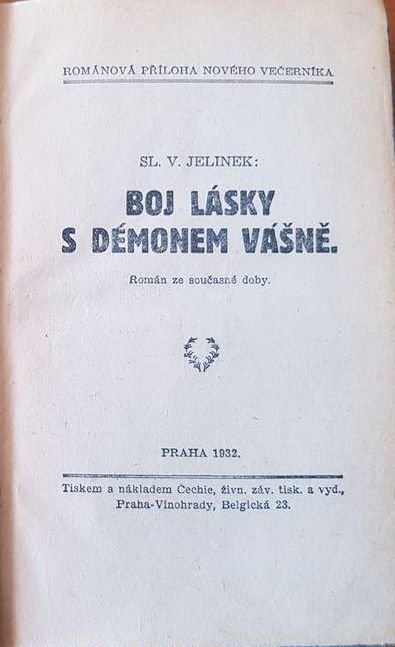 ROMÁNOVÁ PŘÍLOHA NOVÉHO VEČERNÍKA
SL. V. JELINEK:
BOJ LÁSKY
S DÉMONEM VÁŠNĚ.
Román ze současné doby.
PRAHA 1932.
Tiskem a nákladem Čechie, živn. záv. tisk. a vyd.,
Praha-Vinohrady, Belgická 23.